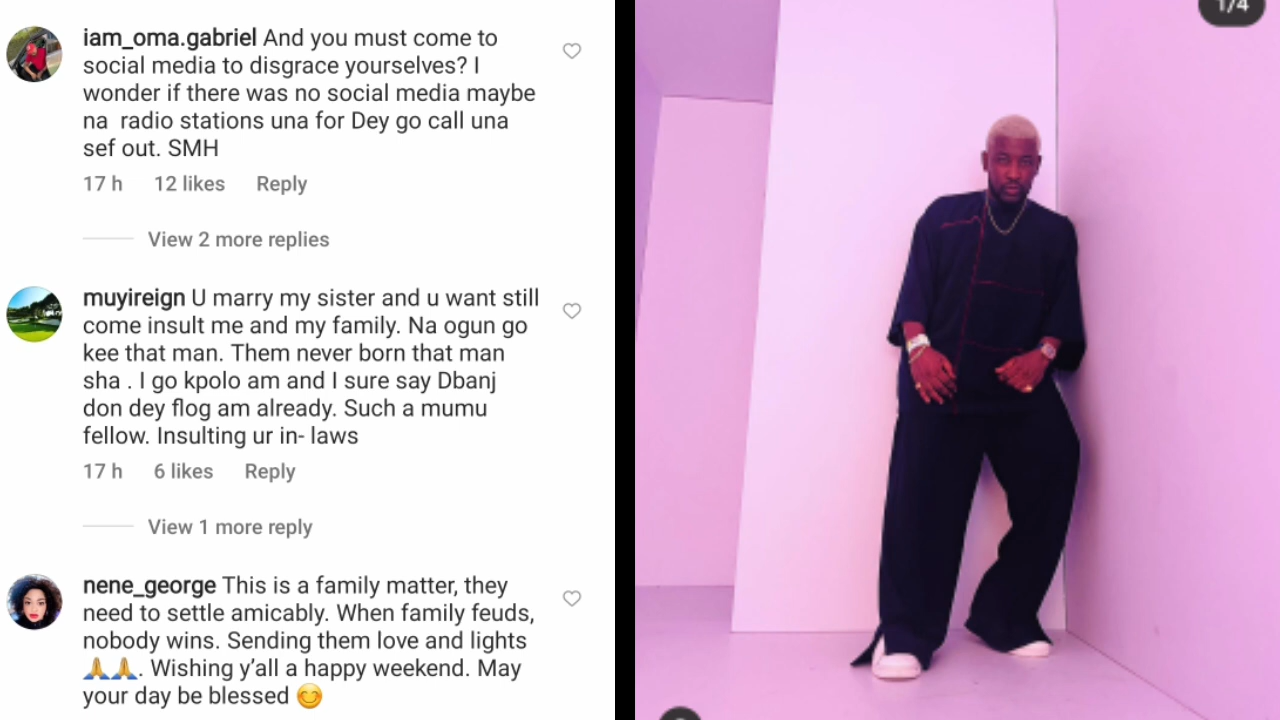 iam_oma.gabriel And you must come to
social media to disgrace yourselves? I
wonder if there was no social media maybe
na radio stations una for Dey go call una
sef out. SMH
17 h 12 likes Reply
View 2 more replies
muyireign U marry my sister and u want still
come insult me and my family. Na ogun go
kee that man. Them never born that man
sha . I go kpolo am and I sure say Dbanj
don dey flog am already. Such a mumu
fellow. Insulting ur in- laws
17 h 6 likes Reply
View 1 more reply
nene_george This is a family matter, they
need to settle amicably. When family feuds,
nobody wins. Sending them love and lights
🙏🙏. Wishing y’all a happy weekend. May
your day be blessed 😊
1/4